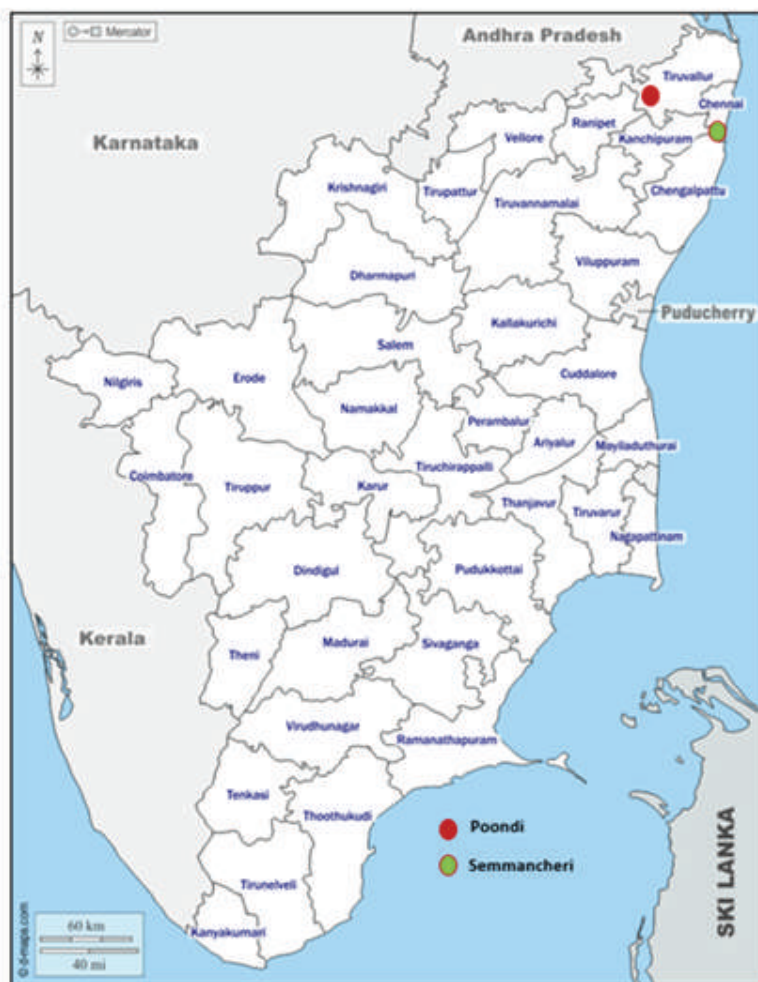 N
Mercator
Andhra Pradesh
Tiruvallur
Chennai
Karnataka
Vellore
Ranipet
Kanchipuram
Krishnagiri
Tirupattur
Tiruvannamalai
Chengalpattu
Viluppuram
Dharmapuri
Puducherry
Kallakurichi
Salem
Cuddalore
Nilgiris
Erode
Namakkal
Perambalur
Ariyalur
Mayiladuthurai
Tiruchirappalli
Coimbatore
Tiruppur
Karur
Thanjavur
Tiruvarur
Nagapattinam
Dindigul
Pudukkottai
Kerala
Theni
Madurai
Sivaganga
Virudhunagar
Ramanathapuram
Tenkasi
Thoothukudi
Poondi
Semmancheri
SKI LANKA
Tirunelveli
Kanyakumari
60 km
40 mi
© d-maps.com